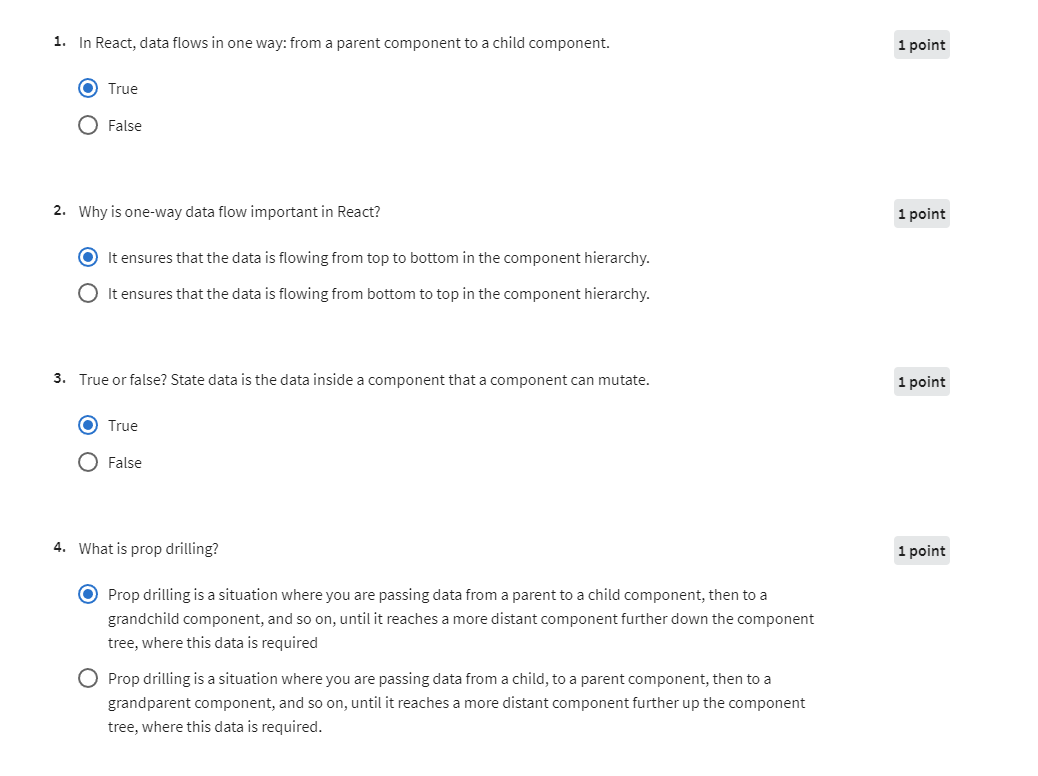 1. In React, data flows in one way: from a parent component to a child component. 1 point
True
False
2. Why is one-way data flow important in React? 1 point
It ensures that the data is flowing from top to bottom in the component hierarchy.
It ensures that the data is flowing from bottom to top in the component hierarchy.
3. True or false? State data is the data inside a component that a component can mutate. 1 point
True
False
4. What is prop drilling? 1 point
Prop drilling is a situation where you are passing data from a parent to a child component, then to a
grandchild component, and so on, until it reaches a more distant component further down the component
tree, where this data is required
Prop drilling is a situation where you are passing data from a child, to a parent component, then to a
grandparent component, and so on, until it reaches a more distant component further up the component
tree, where this data is required.